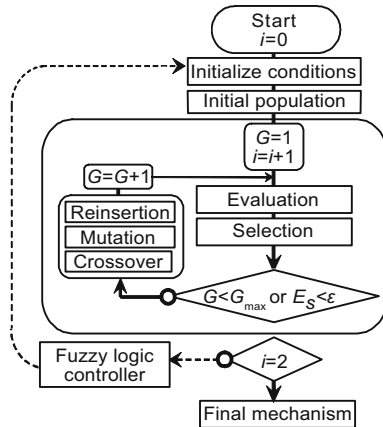 Start
i=0
Initialize conditions
Initial population
G=1
i=i+1
G=G+1
Evaluation
Reinsertion
Selection
Mutation
Crossover
G<Gmax or ES<ε
Fuzzy logic
controller
i=2
Final mechanism